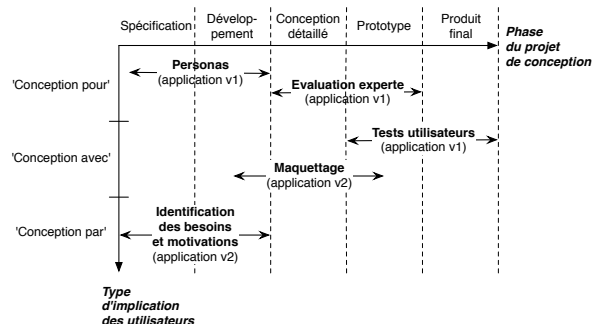 Spécification
Dévelop-
pement
Conception
détaillé
Prototype
Produit
final
Phase
du projet
de conception
'Conception pour'
Personas
(application v1)
Evaluation experte
(application v1)
'Conception avec'
Tests utilisateurs
(application v1)
Maquettage
(application v2)
'Conception par'
Identification
des besoins
et motivations
(application v2)
Type
d'implication
des utilisateurs